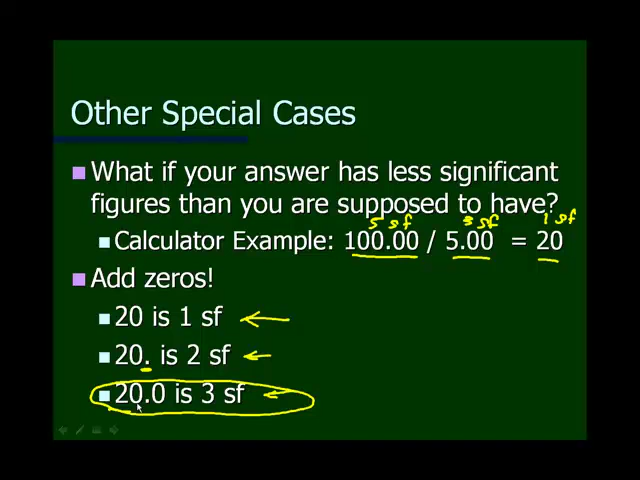 Other Special Cases
What if your answer has less significant
figures than you are supposed to have?
5 sf 3 sf 1 sf
Calculator Example: 100.00 / 5.00 = 20
Add zeros!
20 is 1 sf
20. is 2 sf
20.0 is 3 sf